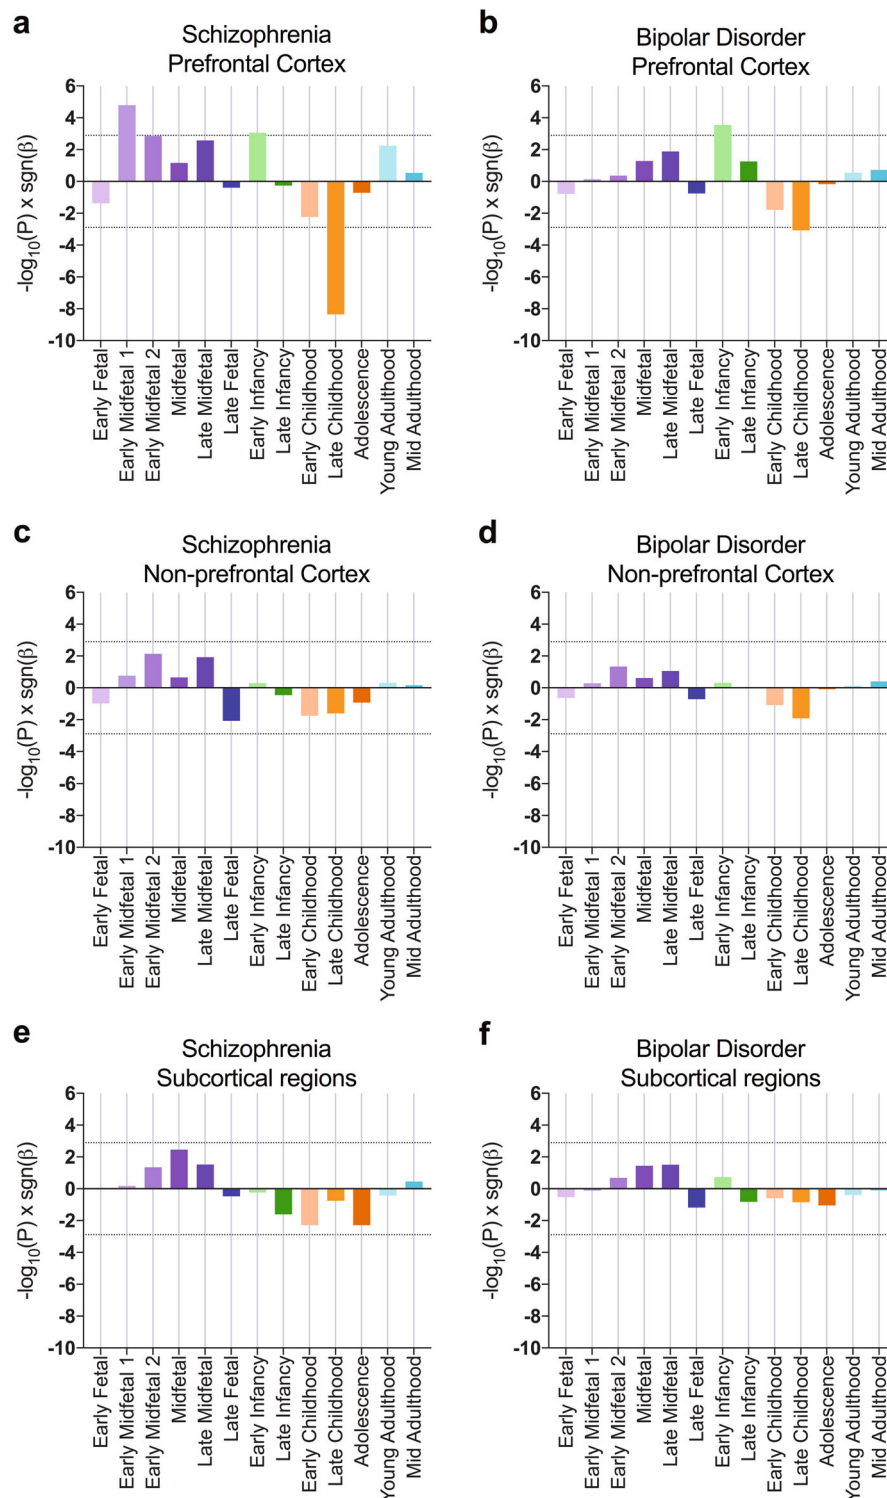 a
Schizophrenia
Prefrontal Cortex
-log10(P) x sgn(β)
6
4
2
0
-2
-4
-6
-8
-10
Early Fetal
Early Midfetal 1
Early Midfetal 2
Midfetal
Late Midfetal
Late Fetal
Early Infancy
Late Infancy
Early Childhood
Late Childhood
Adolescence
Young Adulthood
Mid Adulthood
b
Bipolar Disorder
Prefrontal Cortex
-log10(P) x sgn(β)
6
4
2
0
-2
-4
-6
-8
-10
Early Fetal
Early Midfetal 1
Early Midfetal 2
Midfetal
Late Midfetal
Late Fetal
Early Infancy
Late Infancy
Early Childhood
Late Childhood
Adolescence
Young Adulthood
Mid Adulthood
c
Schizophrenia
Non-prefrontal Cortex
-log10(P) x sgn(β)
6
4
2
0
-2
-4
-6
-8
-10
Early Fetal
Early Midfetal 1
Early Midfetal 2
Midfetal
Late Midfetal
Late Fetal
Early Infancy
Late Infancy
Early Childhood
Late Childhood
Adolescence
Young Adulthood
Mid Adulthood
d
Bipolar Disorder
Non-prefrontal Cortex
-log10(P) x sgn(β)
6
4
2
0
-2
-4
-6
-8
-10
Early Fetal
Early Midfetal 1
Early Midfetal 2
Midfetal
Late Midfetal
Late Fetal
Early Infancy
Late Infancy
Early Childhood
Late Childhood
Adolescence
Young Adulthood
Mid Adulthood
e
Schizophrenia
Subcortical regions
-log10(P) x sgn(β)
6
4
2
0
-2
-4
-6
-8
-10
Early Fetal
Early Midfetal 1
Early Midfetal 2
Midfetal
Late Midfetal
Late Fetal
Early Infancy
Late Infancy
Early Childhood
Late Childhood
Adolescence
Young Adulthood
Mid Adulthood
f
Bipolar Disorder
Subcortical regions
-log10(P) x sgn(β)
6
4
2
0
-2
-4
-6
-8
-10
Early Fetal
Early Midfetal 1
Early Midfetal 2
Midfetal
Late Midfetal
Late Fetal
Early Infancy
Late Infancy
Early Childhood
Late Childhood
Adolescence
Young Adulthood
Mid Adulthood